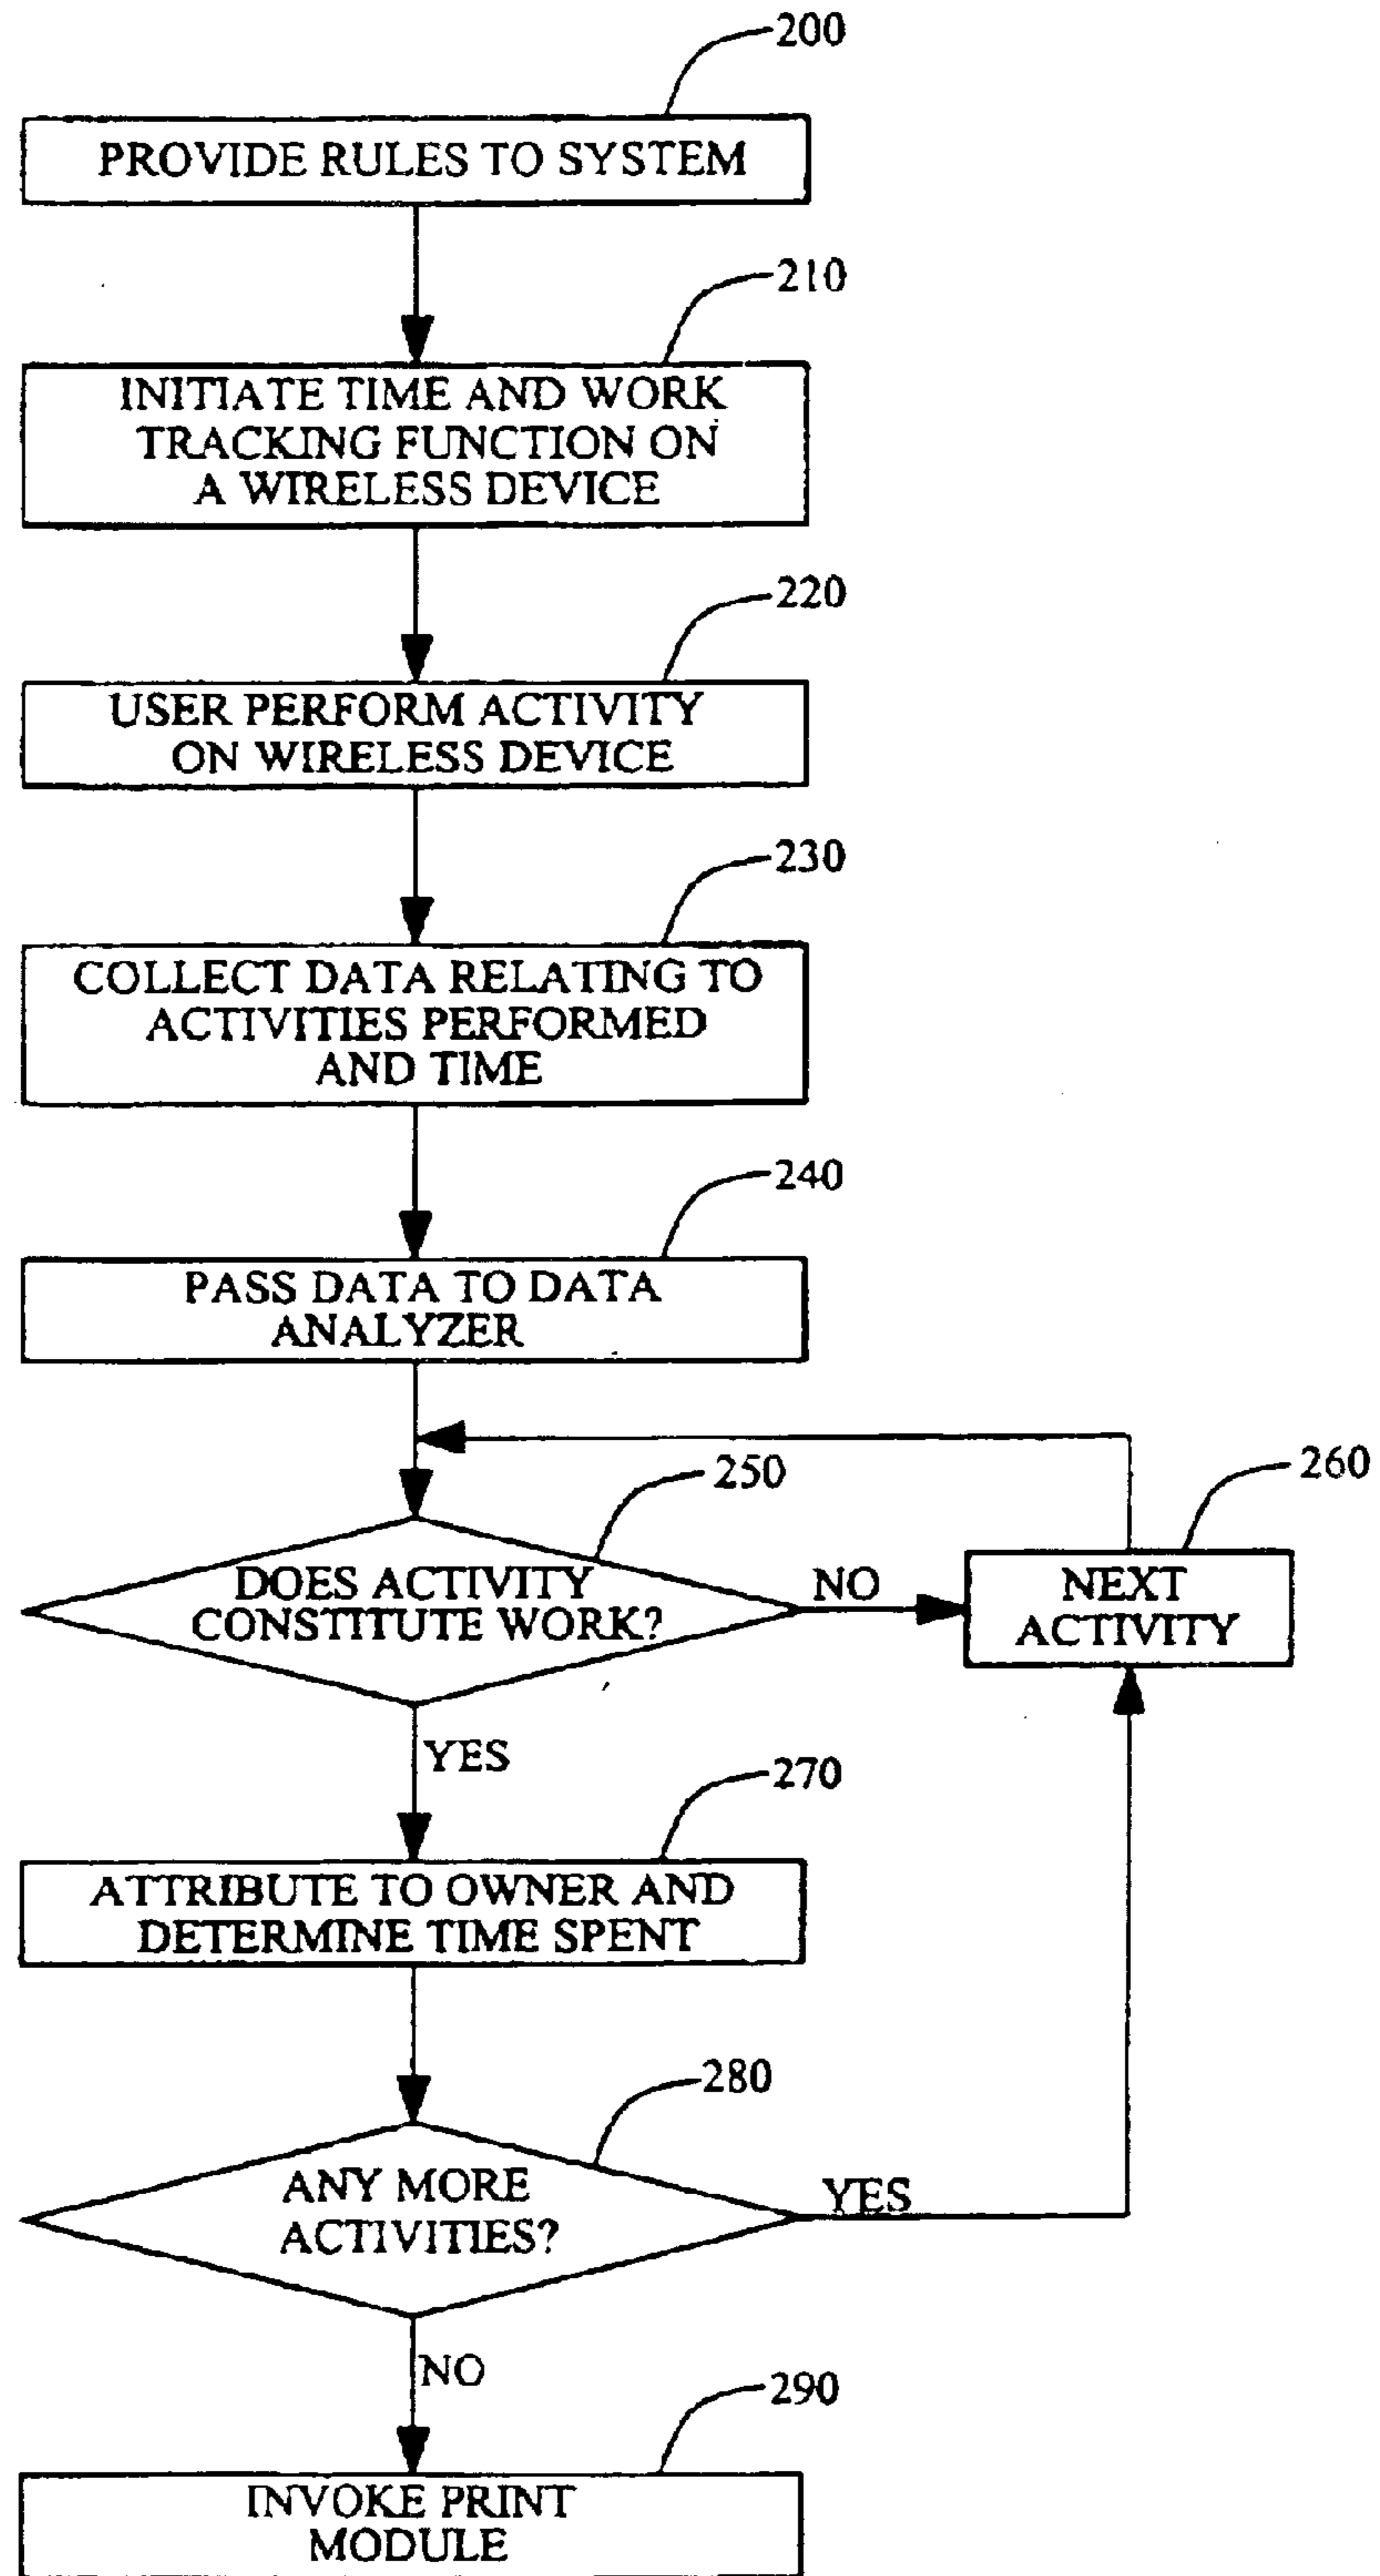 200
PROVIDE RULES TO SYSTEM
210
INITIATE TIME AND WORK
TRACKING FUNCTION ON
A WIRELESS DEVICE
220
USER PERFORM ACTIVITY
ON WIRELESS DEVICE
230
COLLECT DATA RELATING TO
ACTIVITIES PERFORMED
AND TIME
240
PASS DATA TO DATA
ANALYZER
250
260
DOES ACTIVITY
CONSTITUTE WORK?
NO
NEXT
ACTIVITY
YES
270
ATTRIBUTE TO OWNER AND
DETERMINE TIME SPENT
280
ANY MORE
ACTIVITIES?
YES
NO
290
INVOKE PRINT
MODULE